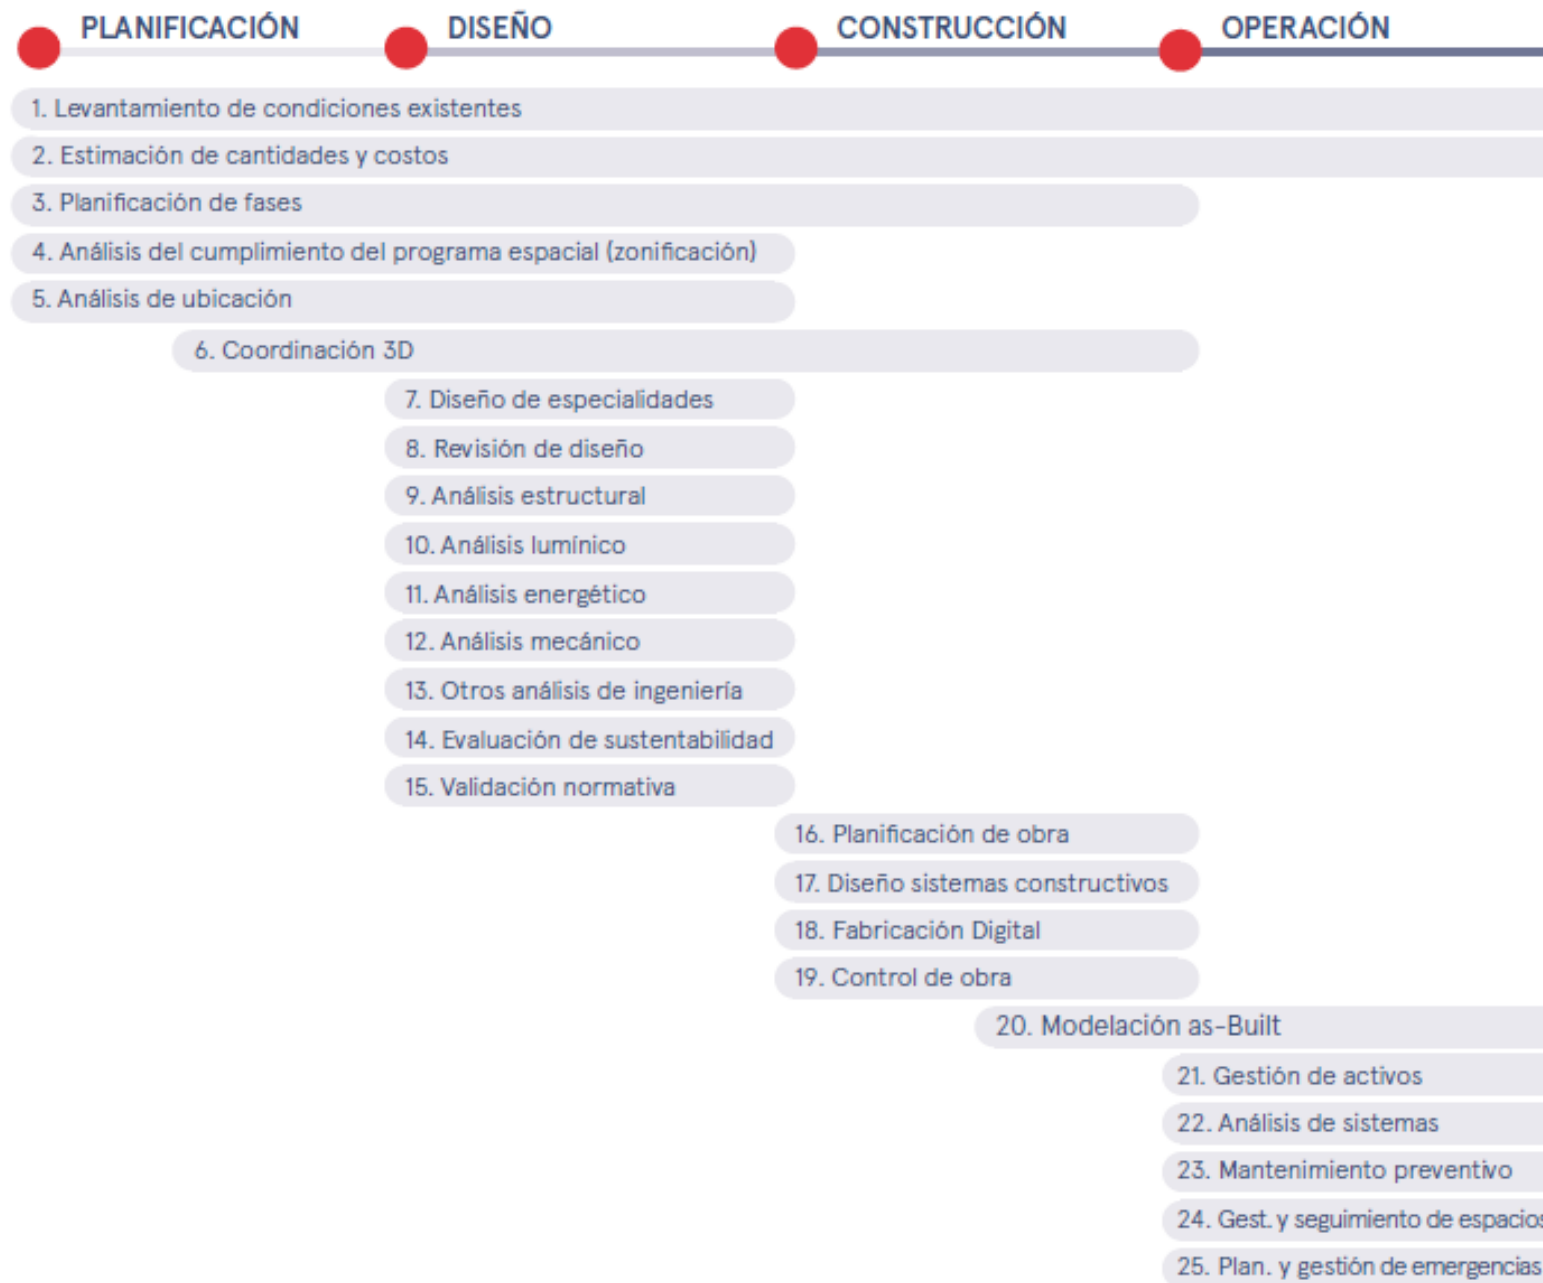 PLANIFICACIÓN DISEÑO CONSTRUCCIÓN OPERACIÓN
1. Levantamiento de condiciones existentes
2. Estimación de cantidades y costos
3. Planificación de fases
4. Análisis del cumplimiento del programa espacial (zonificación)
5. Análisis de ubicación
6. Coordinación 3D
7. Diseño de especialidades
8. Revisión de diseño
9. Análisis estructural
10. Análisis lumínico
11. Análisis energético
12. Análisis mecánico
13. Otros análisis de ingeniería
14. Evaluación de sustentabilidad
15. Validación normativa
16. Planificación de obra
17. Diseño sistemas constructivos
18. Fabricación Digital
19. Control de obra
20. Modelación as-Built
21. Gestión de activos
22. Análisis de sistemas
23. Mantenimiento preventivo
24. Gest. y seguimiento de espacios
25. Plan. y gestión de emergencias